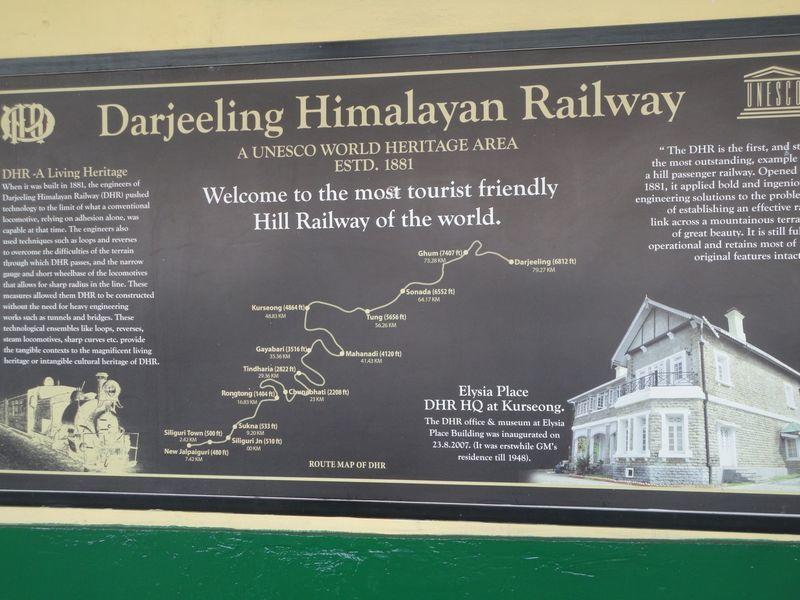 DHR
Darjeeling Himalayan Railway
UNESCO
A UNESCO WORLD HERITAGE AREA
ESTD. 1881
Welcome to the most tourist friendly
Hill Railway of the world.
DHR -A Living Heritage
When it was built in 1881, the engineers of
Darjeeling Himalayan Railway (DHR) pushed
technology to the limit of what a conventional
locomotive, relying on adhesion alone, was
capable at that time. The engineers also
used techniques such as loops and reverses
to overcome the difficulties of the terrain
through which DHR passes, and the narrow
gauge and short wheelbase of the locomotives
that allows for sharp radius in the line. These
measures allowed them DHR to be constructed
without the need for heavy engineering
works such as tunnels and bridges. These
technological ensembles like loops, reverses,
steam locomotives, sharp curves etc. provide
the tangible contexts to the magnificent living
heritage or intangible cultural heritage of DHR.
" The DHR is the first, and
the most outstanding, example
a hill passenger railway. Opened
1881, it applied bold and
engineering solutions to the
of establishing an effective
link across a mountainous
of great beauty. It is still
operational and retains most of
original features
Ghum (7407 ft)
73.28 KM
Darjeeling (6812 ft)
79.27 KM
Sonada (6552 ft)
64.17 KM
Kurseong (4864 ft)
48.83 KM
Tung (5656 ft)
56.26 KM
Gayabari (3516 ft)
35.36 KM
Mahanadi (4120 ft)
41.43 KM
Tindharia (2822 ft)
29.36 KM
Rongtong (1404 ft)
16.83 KM
Chunabhati (2208 ft)
23 KM
Sukna (533 ft)
9.20 KM
Siliguri Town (500 ft)
2.62 KM
Siliguri Jn (510 ft)
.00 KM
New Jalpaiguri (480 ft)
7.42 KM
ROUTE MAP OF DHR
Elysia Place
DHR HQ at Kurseong.
The DHR office & museum at Elysia
Place Building was inaugurated on
23.8.2007. (It was erstwhile GM's
residence till 1948).